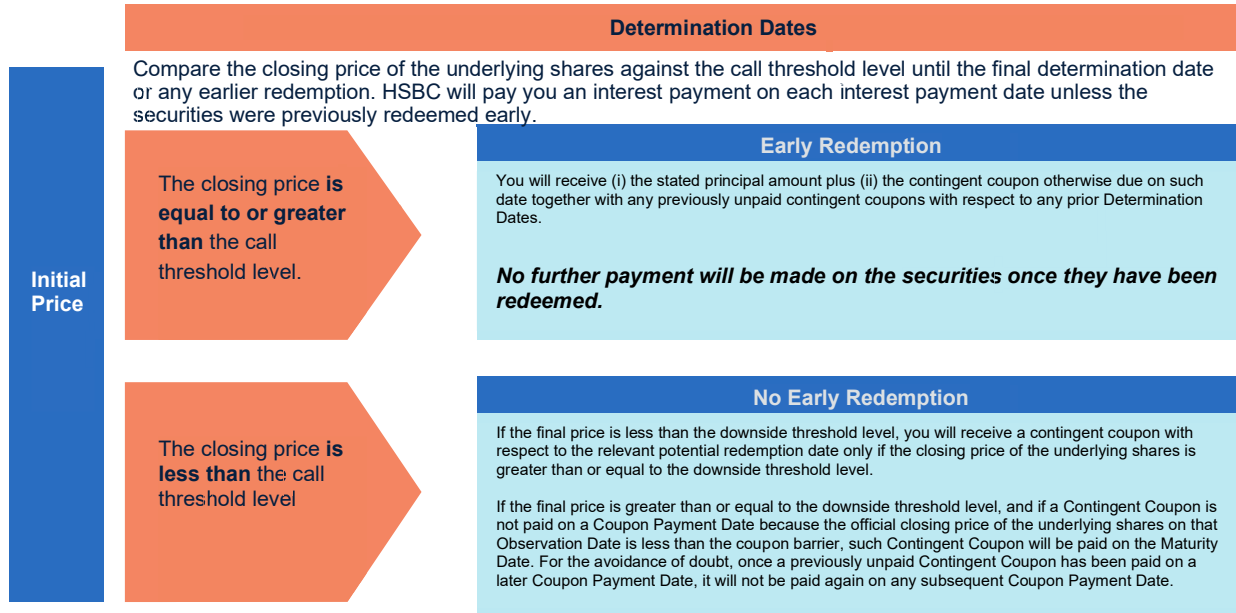 Determination Dates
Compare the closing price of the underlying shares against the call threshold level until the final determination date
or any earlier redemption. HSBC will pay you an interest payment on each interest payment date unless the
securities were previously redeemed early.
Initial
Price
The closing price is
equal to or greater
than the call
threshold level.
Early Redemption
You will receive (i) the stated principal amount plus (ii) the contingent coupon otherwise due on such
date together with any previously unpaid contingent coupons with respect to any prior Determination
Dates.
No further payment will be made on the securities once they have been
redeemed.
The closing price is
less than the call
threshold level
No Early Redemption
If the final price is less than the downside threshold level, you will receive a contingent coupon with
respect to the relevant potential redemption date only if the closing price of the underlying shares is
greater than or equal to the downside threshold level.
If the final price is greater than or equal to the downside threshold level, and if a Contingent Coupon is
not paid on a Coupon Payment Date because the official closing price of the underlying shares on that
Observation Date is less than the coupon barrier, such Contingent Coupon will be paid on the Maturity
Date. For the avoidance of doubt, once a previously unpaid Contingent Coupon has been paid on a
later Coupon Payment Date, it will not be paid again on any subsequent Coupon Payment Date.